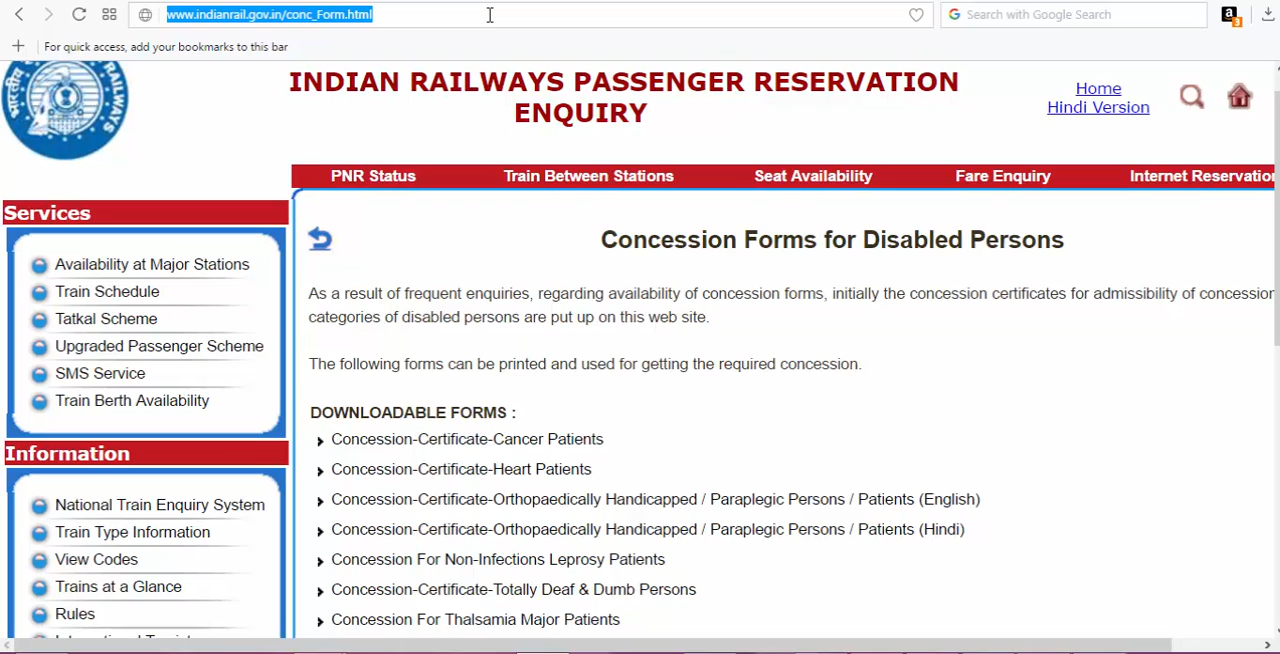 www.indianrail.gov.in/conc_Form.html
Search with Google Search
3
For quick access, add your bookmarks to this bar
INDIAN RAILWAYS PASSENGER RESERVATION
ENQUIRY
Home
Hindi Version
PNR Status
Train Between Stations
Seat Availability
Fare Enquiry
Internet Reservation
Services
Availability at Major Stations
Train Schedule
Tatkal Scheme
Upgraded Passenger Scheme
SMS Service
Train Berth Availability
Information
National Train Enquiry System
Train Type Information
View Codes
Trains at a Glance
Rules
Concession Forms for Disabled Persons
As a result of frequent enquiries, regarding availability of concession forms, initially the concession certificates for admissibility of concession
categories of disabled persons are put up on this web site.
The following forms can be printed and used for getting the required concession.
DOWNLOADABLE FORMS :
Concession-Certificate-Cancer Patients
Concession-Certificate-Heart Patients
Concession-Certificate-Orthopaedically Handicapped / Paraplegic Persons / Patients (English)
Concession-Certificate-Orthopaedically Handicapped / Paraplegic Persons / Patients (Hindi)
Concession For Non-Infections Leprosy Patients
Concession-Certificate-Totally Deaf & Dumb Persons
Concession For Thalsamia Major Patients